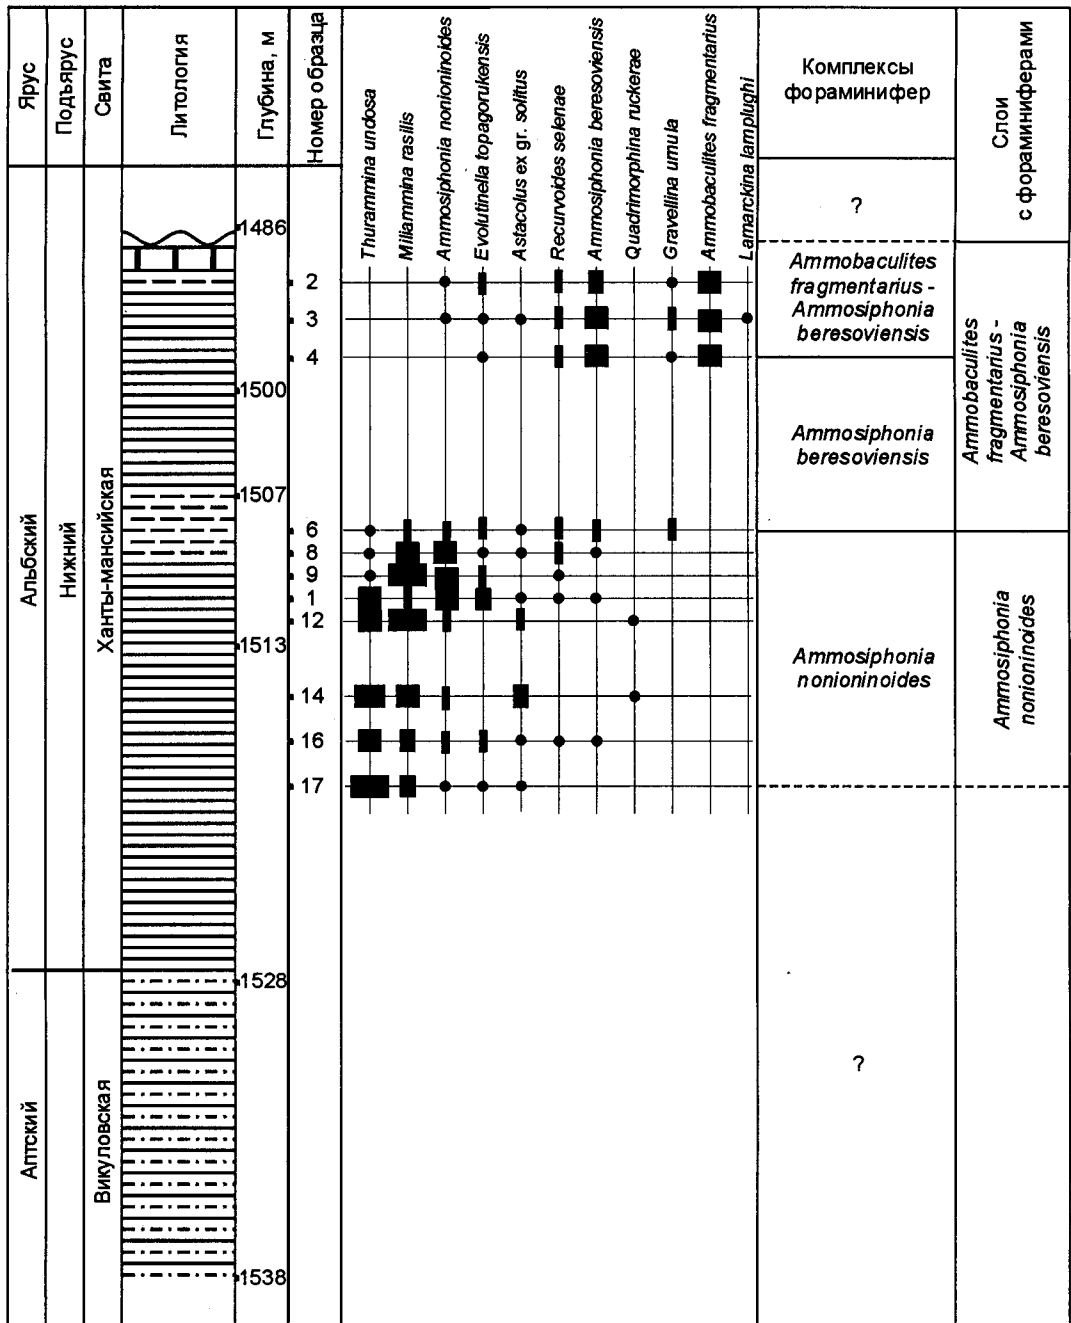 Ярус
Подъярус
Свита
Литология
Глубина, м
Номер образца
Thurammina undosa
Miliammina rasilis
Ammosiphonia nonioninoides
Evolutinella topagorukensis
Astacolus ex gr. solitus
Recurvoides selenae
Ammosiphonia beresoviensis
Quadrimorphina ruckerae
Gravellina urnula
Ammobaculites fragmentarius
Lamarckina lamplughi
Комплексы
фораминифер
Слои
с фораминиферами
?
1486
2
3
4
1500
1507
6
8
9
1
12
1513
14
16
17
1528
1538
Альбский
Нижний
Ханты-мансийская
Аптский
Викуловская
Ammobaculites
fragmentarius -
Ammosiphonia
beresoviensis
Ammosiphonia
beresoviensis
Ammosiphonia
nonioninoides
?
Ammobaculites
fragmentarius -
Ammosiphonia
beresoviensis
Ammosiphonia
nonioninoides